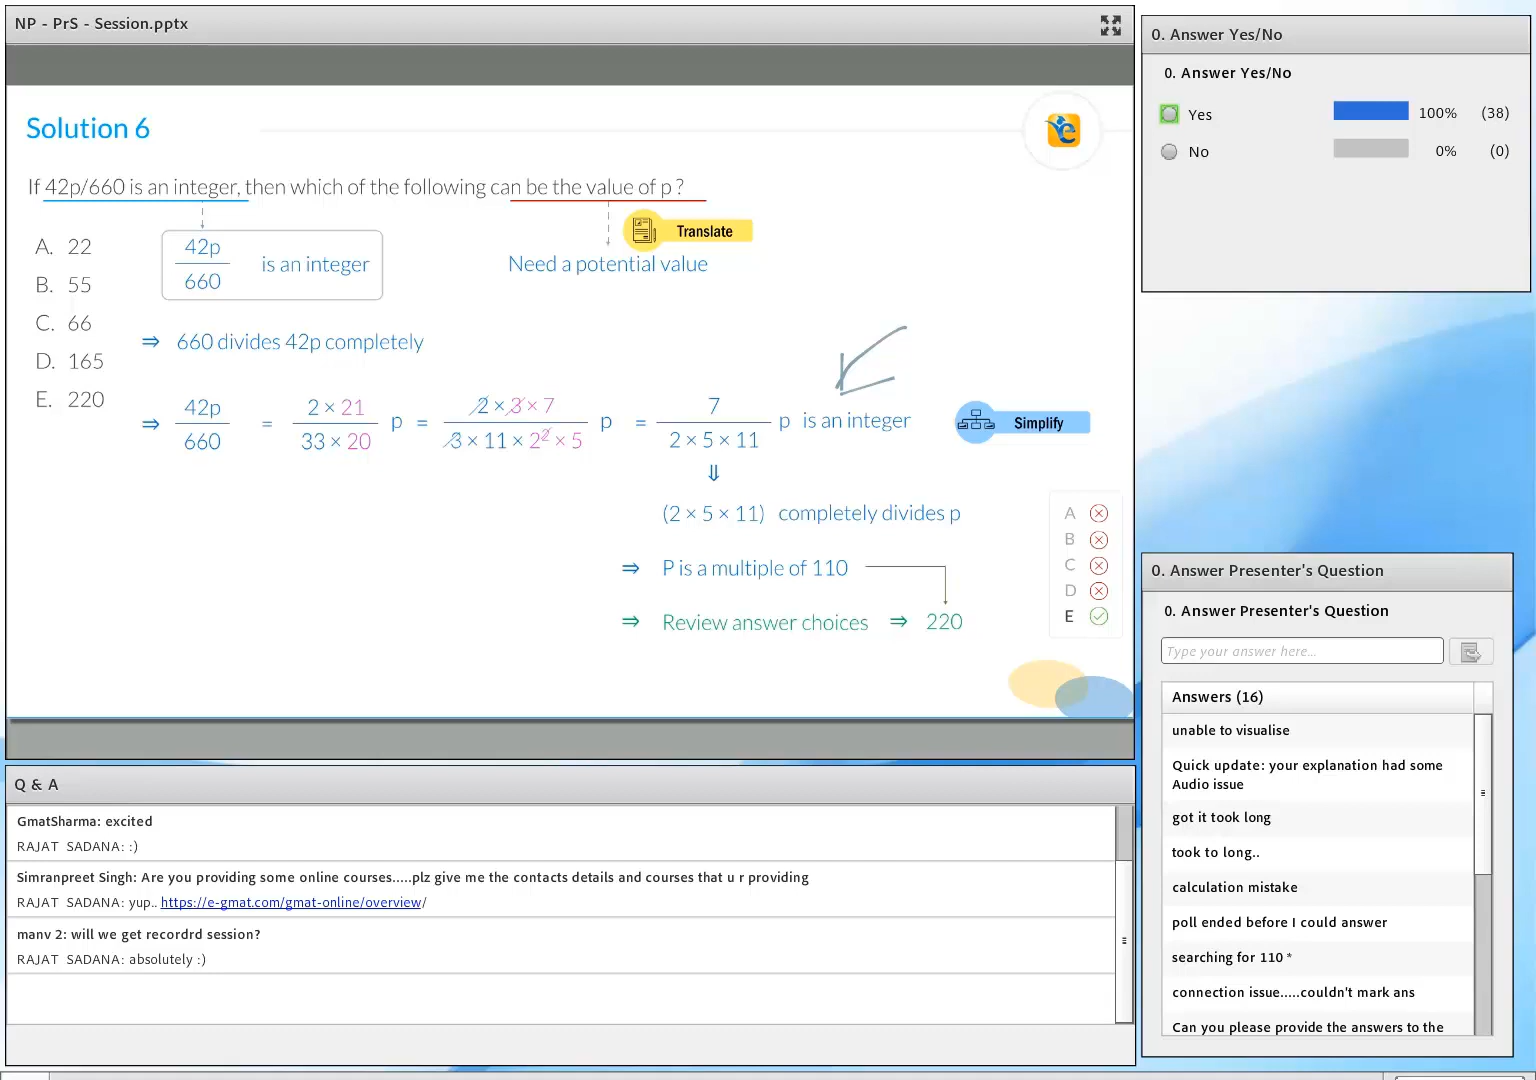 NP - PrS - Session.pptx
Solution 6
If 42p/660 is an integer, then which of the following can be the value of p ?
Translate
A. 22
B. 55
C. 66
D. 165
E. 220
42p
660
is an integer
Need a potential value
⇒ 660 divides 42p completely
⇒ 42p/660 = (2 × 21)/(33 × 20) p = (2 × 3 × 7)/(3 × 11 × 2² × 5) p = 7/(2 × 5 × 11) p is an integer
Simplify
⇓
(2 × 5 × 11) completely divides p
⇒ P is a multiple of 110
⇒ Review answer choices ⇒ 220
A
B
C
D
E
Q & A
GmatSharma: excited
RAJAT SADANA: :)
Simranpreet Singh: Are you providing some online courses.....plz give me the contacts details and courses that u r providing
RAJAT SADANA: yup.. https://e-gmat.com/gmat-online/overview/
manv 2: will we get recordrd session?
RAJAT SADANA: absolutely :)
0. Answer Yes/No
0. Answer Yes/No
Yes 100% (38)
No 0% (0)
0. Answer Presenter's Question
0. Answer Presenter's Question
Type your answer here...
Answers (16)
unable to visualise
Quick update: your explanation had some
Audio issue
got it took long
took to long..
calculation mistake
poll ended before I could answer
searching for 110 *
connection issue.....couldn't mark ans
Can you please provide the answers to the